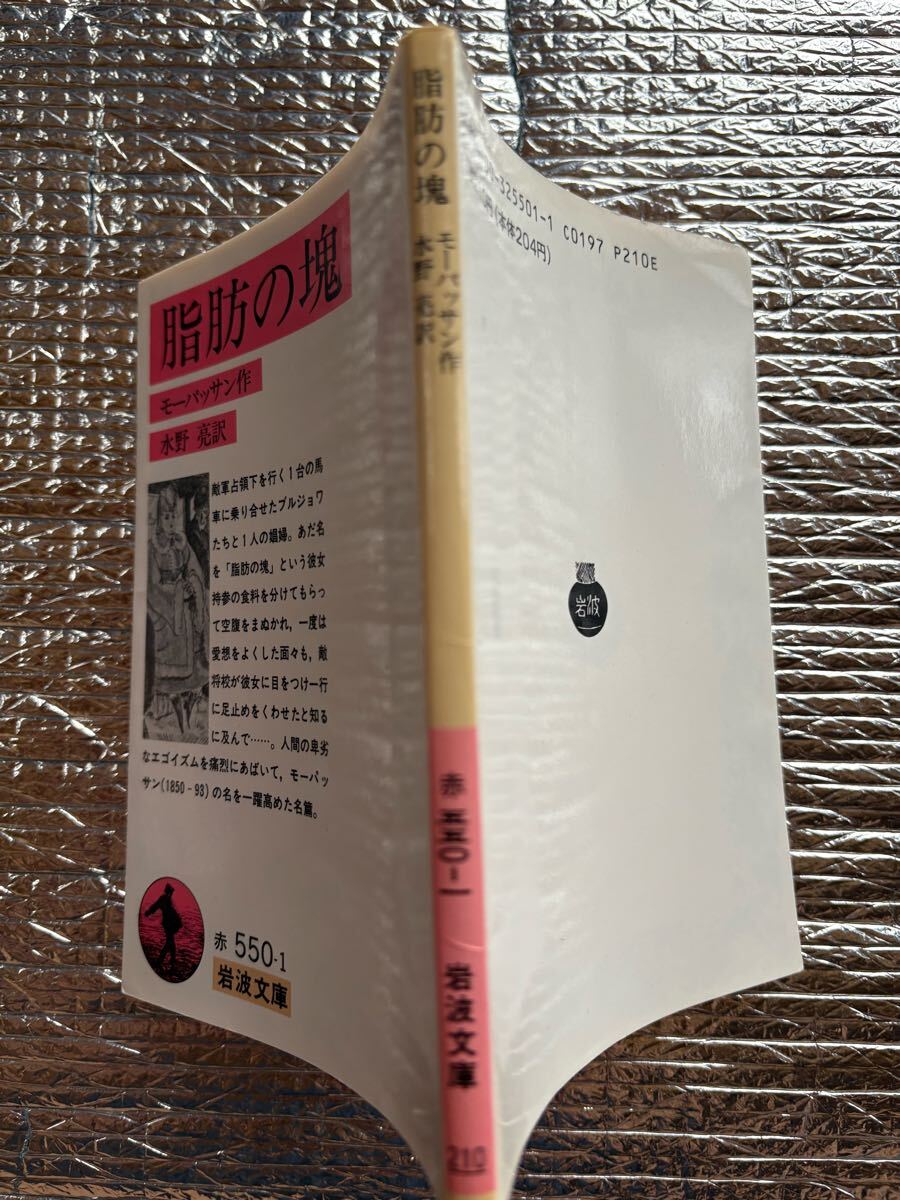 脂肪の塊
モーパッサン作
水野 亮訳
敵軍占領下を行く1台の馬
車に乗り合せたブルジョワ
たちと1人の娼婦。あだ名
を「脂肪の塊」という彼女
持参の食料を分けてもらっ
て空腹をまぬかれ，一度は
愛想をよくした面々も，敵
将校が彼女に目をつけ一行
に足止めをくわせたと知る
に及んで……。人間の卑劣
なエゴイズムを痛烈にあばいて，モーパッ
サン(1850-93)の名を一躍高めた名篇。
赤 550-1
岩波文庫
脂肪の塊
モーパッサン作
水野 亮訳
赤 五五〇-一
岩波文庫
210
325501-1 C0197 P210E
(本体204円)
岩波